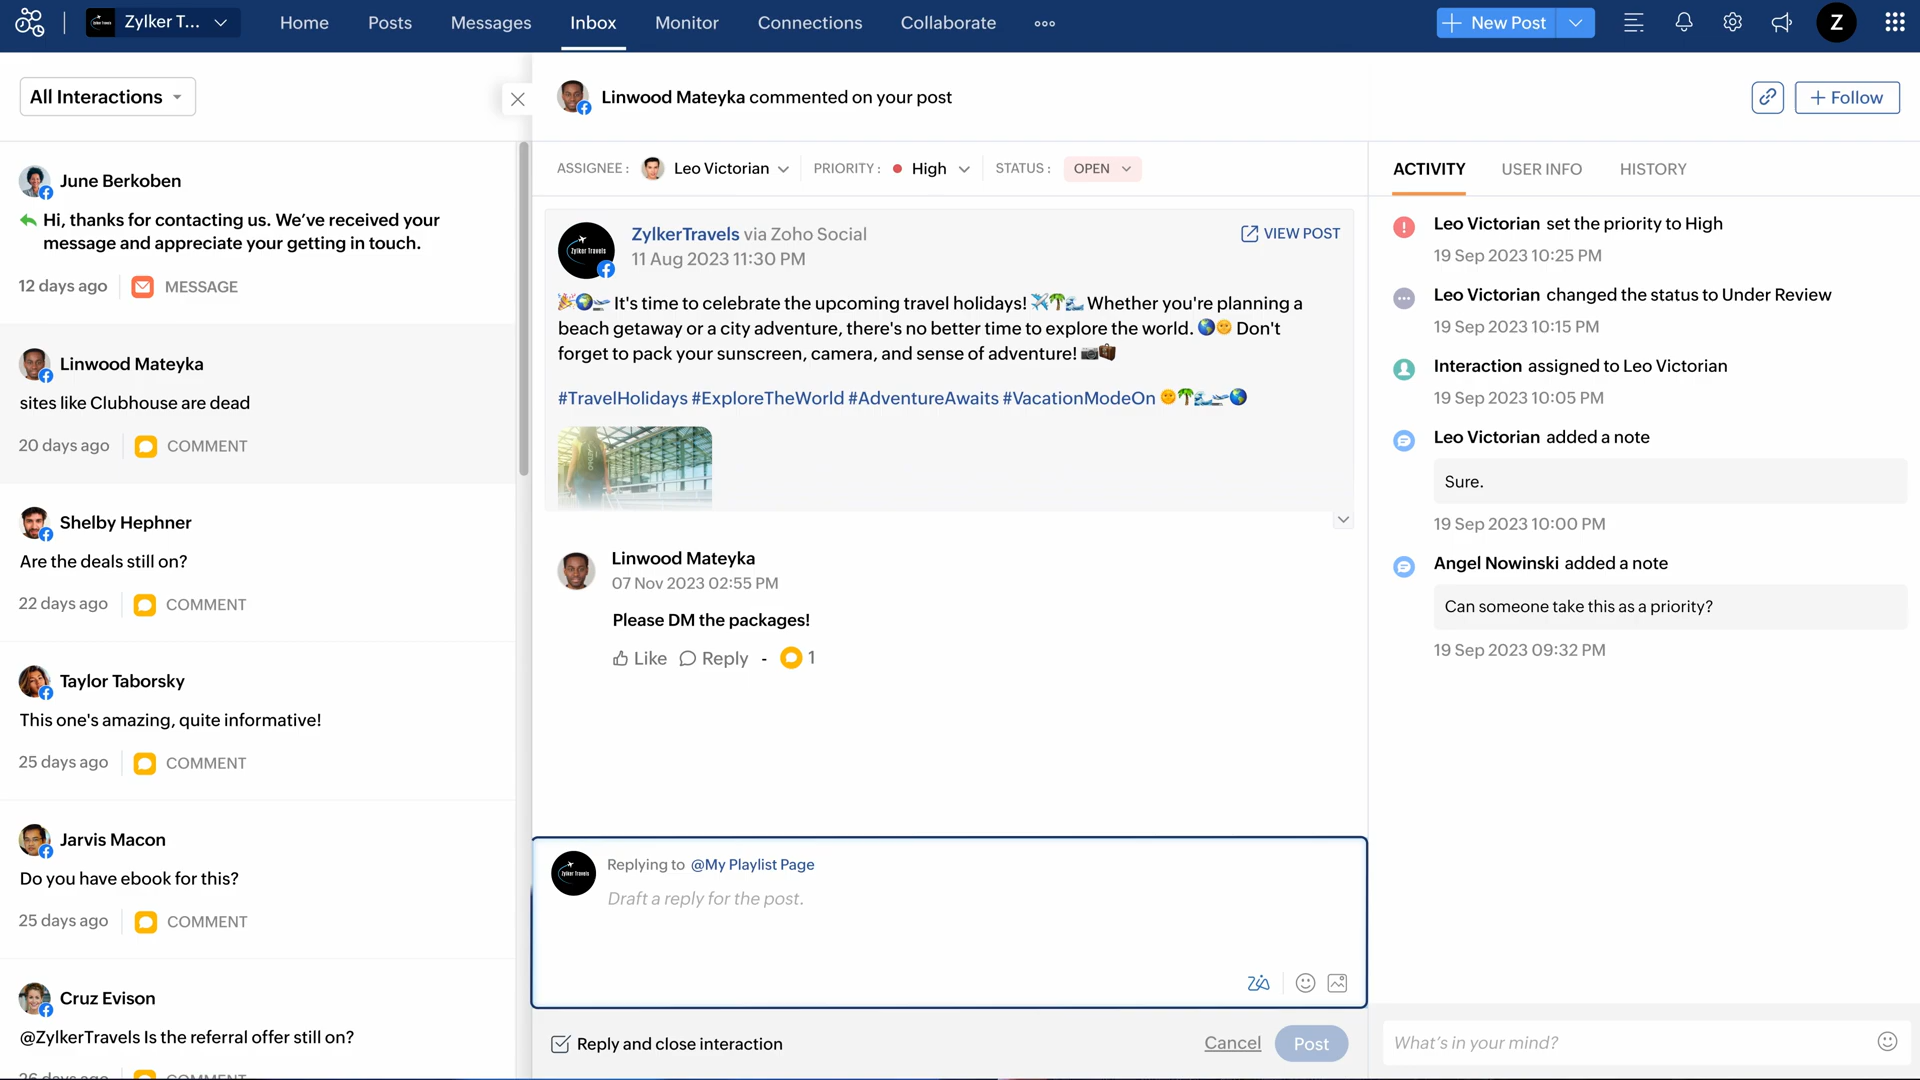 Zylker T...
Home
Posts
Messages
Inbox
Monitor
Connections
Collaborate
New Post
Z
All Interactions
Linwood Mateyka commented on your post
Follow
June Berkoben
Hi, thanks for contacting us. We’ve received your
message and appreciate your getting in touch.
12 days ago
MESSAGE
Linwood Mateyka
sites like Clubhouse are dead
20 days ago
COMMENT
Shelby Hephner
Are the deals still on?
22 days ago
COMMENT
Taylor Taborsky
This one's amazing, quite informative!
25 days ago
COMMENT
Jarvis Macon
Do you have ebook for this?
25 days ago
COMMENT
Cruz Evison
@ZylkerTravels Is the referral offer still on?
26 days ago
COMMENT
ASSIGNEE :
Leo Victorian
PRIORITY :
High
STATUS :
OPEN
Zylker Travels
ZylkerTravels via Zoho Social
11 Aug 2023 11:30 PM
VIEW POST
🎉🌍🛫 It's time to celebrate the upcoming travel holidays! ✈️🌴🌊 Whether you're planning a
beach getaway or a city adventure, there's no better time to explore the world. 🌎🌞 Don't
forget to pack your sunscreen, camera, and sense of adventure! 📷🧳
#TravelHolidays #ExploreTheWorld #AdventureAwaits #VacationModeOn 🌞🌴🌊🛫🌎
Linwood Mateyka
07 Nov 2023 02:55 PM
Please DM the packages!
Like
Reply
-
1
Zylker Travels
Replying to @My Playlist Page
Draft a reply for the post.
Reply and close interaction
Cancel
Post
ACTIVITY
USER INFO
HISTORY
Leo Victorian set the priority to High
19 Sep 2023 10:25 PM
Leo Victorian changed the status to Under Review
19 Sep 2023 10:15 PM
Interaction assigned to Leo Victorian
19 Sep 2023 10:05 PM
Leo Victorian added a note
Sure.
19 Sep 2023 10:00 PM
Angel Nowinski added a note
Can someone take this as a priority?
19 Sep 2023 09:32 PM
What’s in your mind?